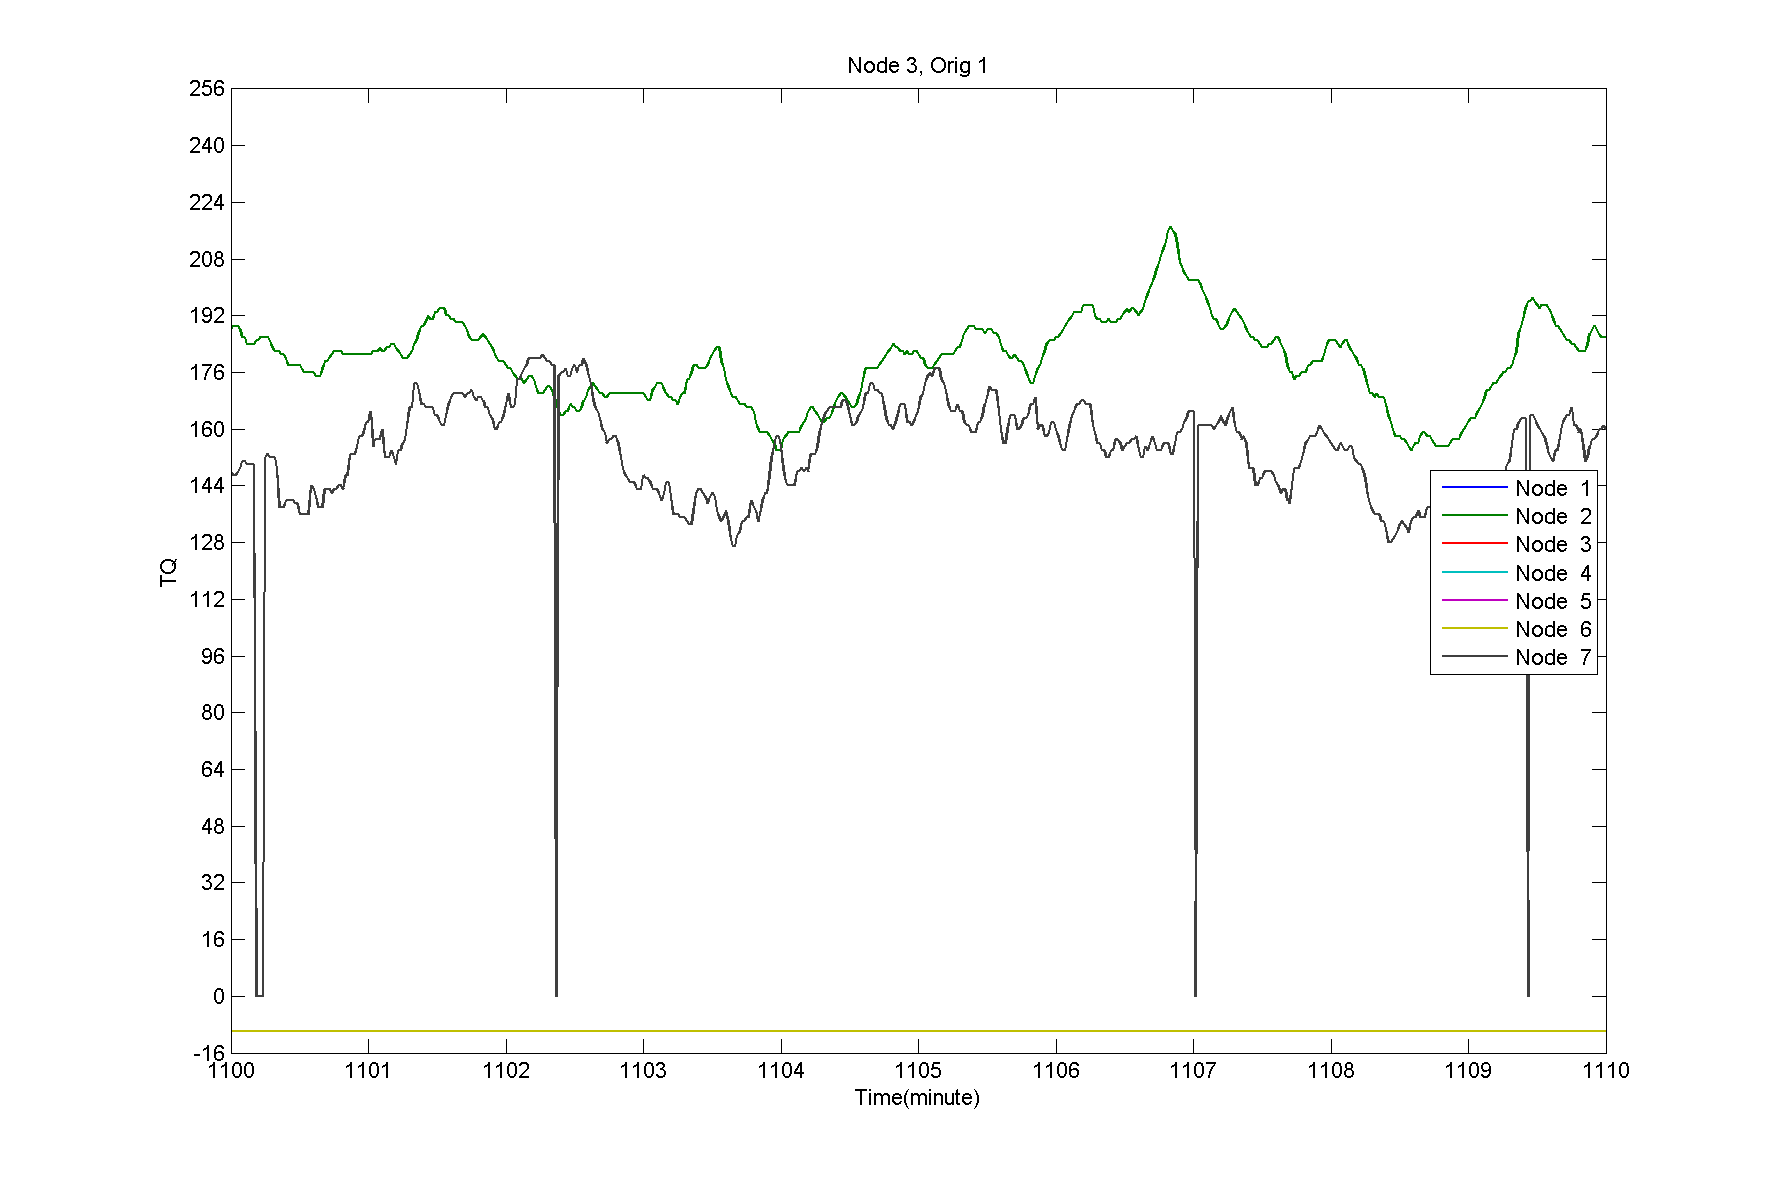 Node 3, Orig 1
256
240
224
208
192
176
160
144
128
112
96
80
64
48
32
16
0
-16
TQ
Node 1
Node 2
Node 3
Node 4
Node 5
Node 6
Node 7
1100 1101 1102 1103 1104 1105 1106 1107 1108 1109 1110
Time(minute)